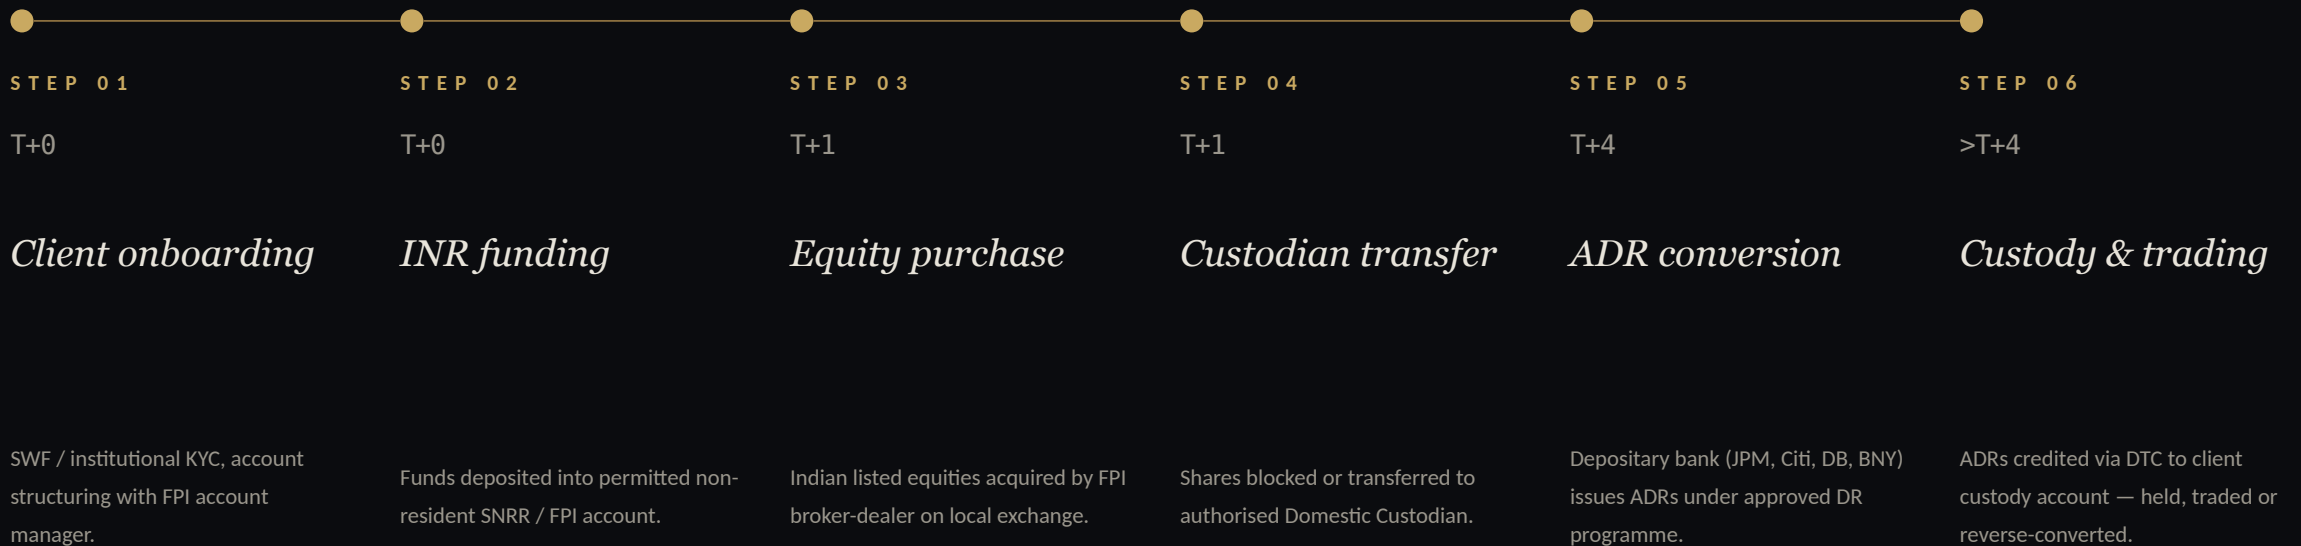 STEP 01
T+0
Client onboarding
SWF / institutional KYC, account
structuring with FPI account
manager.
STEP 02
T+0
INR funding
Funds deposited into permitted non-
resident SNRR / FPI account.
STEP 03
T+1
Equity purchase
Indian listed equities acquired by FPI
broker-dealer on local exchange.
STEP 04
T+1
Custodian transfer
Shares blocked or transferred to
authorised Domestic Custodian.
STEP 05
T+4
ADR conversion
Depositary bank (JPM, Citi, DB, BNY)
issues ADRs under approved DR
programme.
STEP 06
>T+4
Custody & trading
ADRs credited via DTC to client
custody account — held, traded or
reverse-converted.